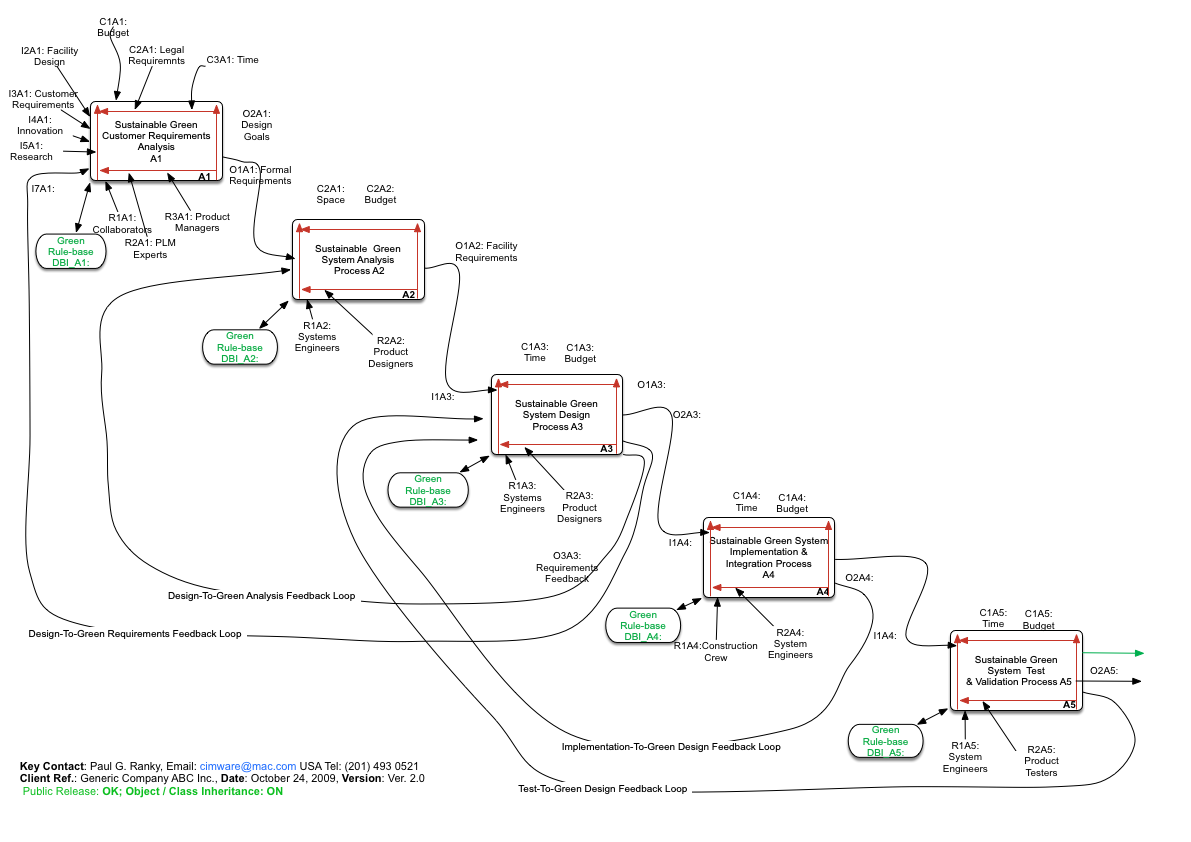 C1A1:
Budget
I2A1: Facility
Design
C2A1: Legal
Requiremnts
C3A1: Time
I3A1: Customer
Requirements
I4A1:
Innovation
I5A1:
Research
I7A1:
Sustainable Green
Customer Requirements
Analysis
A1
A1
O2A1:
Design
Goals
O1A1: Formal
Requirements
R1A1:
Collaborators
R2A1: PLM
Experts
R3A1: Product
Managers
Green
Rule-base
DBI_A1:
C2A1:
Space
C2A2:
Budget
Sustainable Green
System Analysis
Process A2
A2
O1A2: Facility
Requirements
Green
Rule-base
DBI_A2:
R1A2:
Systems
Engineers
R2A2:
Product
Designers
C1A3:
Time
C1A3:
Budget
I1A3:
Sustainable Green
System Design
Process A3
A3
O1A3:
O2A3:
Green
Rule-base
DBI_A3:
R1A3:
Systems
Engineers
R2A3:
Product
Designers
O3A3:
Requirements
Feedback
C1A4:
Time
C1A4:
Budget
I1A4:
Sustainable Green System
Implementation &
Integration Process
A4
A4
O2A4:
Green
Rule-base
DBI_A4:
R1A4:Construction
Crew
R2A4:
System
Engineers
I1A4:
C1A5:
Time
C1A5:
Budget
Sustainable Green
System Test
& Validation Process A5
A5
O2A5:
Green
Rule-base
DBI_A5:
R1A5:
System
Engineers
R2A5:
Product
Testers
Design-To-Green Analysis Feedback Loop
Design-To-Green Requirements Feedback Loop
Implementation-To-Green Design Feedback Loop
Test-To-Green Design Feedback Loop
Key Contact: Paul G. Ranky, Email: cimware@mac.com USA Tel: (201) 493 0521
Client Ref.: Generic Company ABC Inc., Date: October 24, 2009, Version: Ver. 2.0
Public Release: OK; Object / Class Inheritance: ON